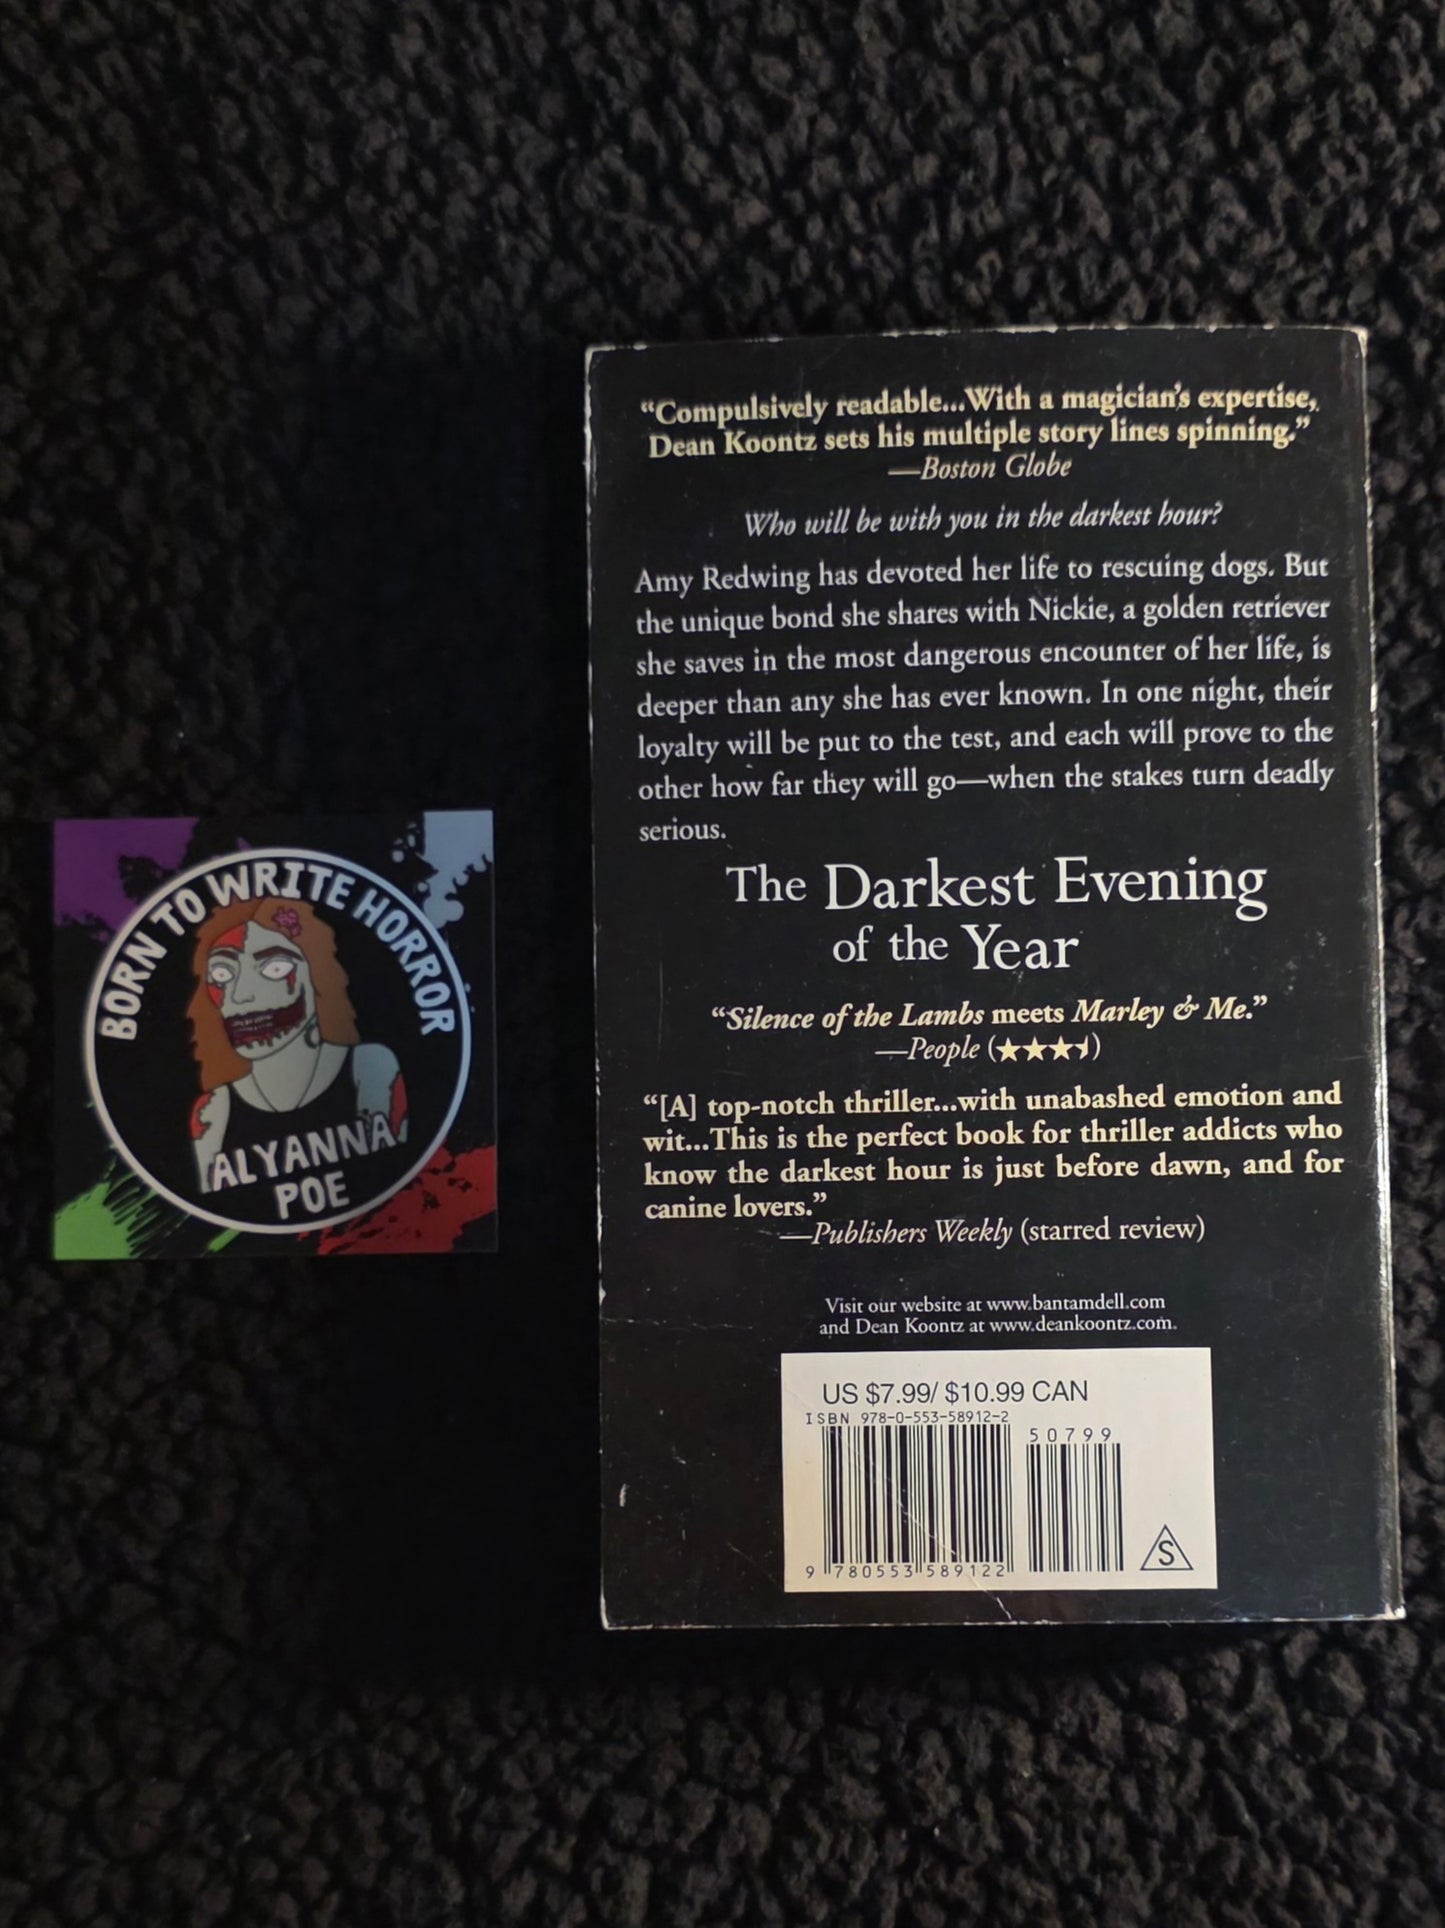 BORN TO WRITE HORROR
ALYANNA
POE
“Compulsively readable...With a magician’s expertise,
Dean Koontz sets his multiple story lines spinning.”
—Boston Globe
Who will be with you in the darkest hour?
Amy Redwing has devoted her life to rescuing dogs. But
the unique bond she shares with Nickie, a golden retriever
she saves in the most dangerous encounter of her life, is
deeper than any she has ever known. In one night, their
loyalty will be put to the test, and each will prove to the
other how far they will go—when the stakes turn deadly
serious.
The Darkest Evening
of the Year
“Silence of the Lambs meets Marley & Me.”
—People (★★★⯨)
“[A] top-notch thriller...with unabashed emotion and
wit...This is the perfect book for thriller addicts who
know the darkest hour is just before dawn, and for
canine lovers.”
—Publishers Weekly (starred review)
Visit our website at www.bantamdell.com
and Dean Koontz at www.deankoontz.com.
US $7.99/ $10.99 CAN
ISBN 978-0-553-58912-2
50799
9 780553 589122
S